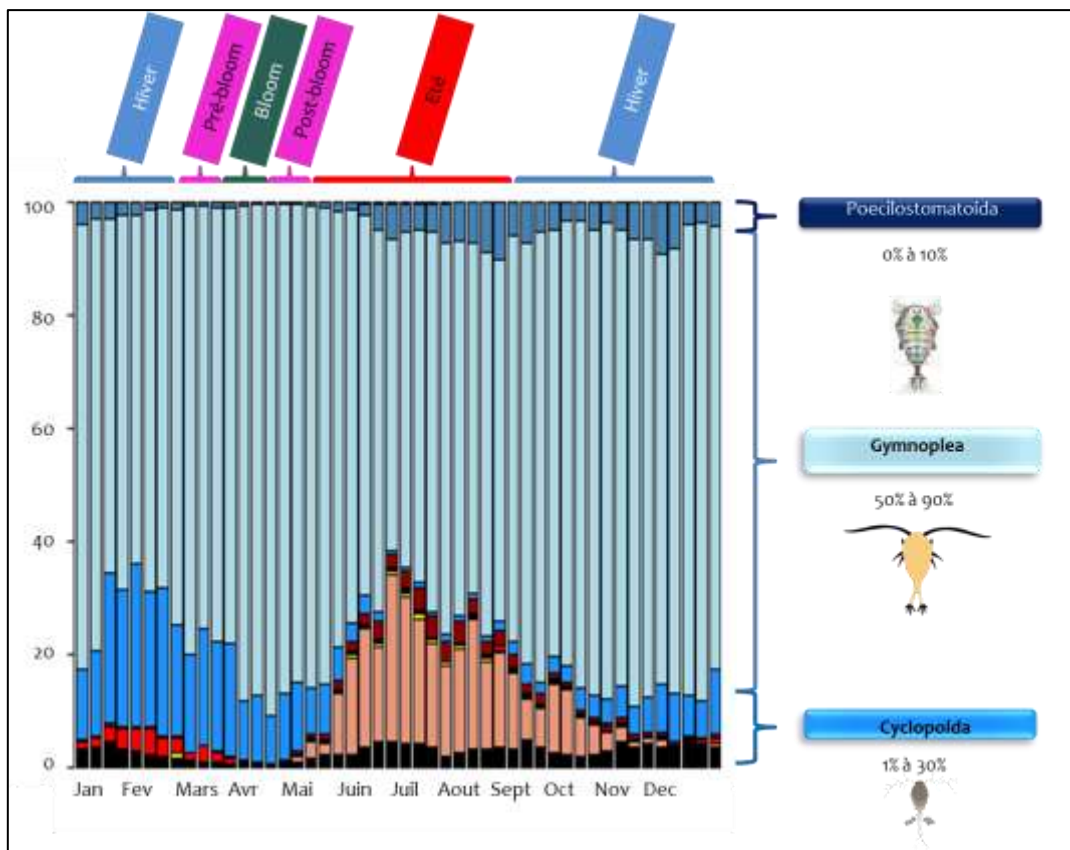 Hiver
Pré-bloom
Bloom
Post-bloom
Eté
Hiver
100
80
60
40
20
0
Jan Fev Mars Avr Mai Juin Juil Aout Sept Oct Nov Dec
Poecilostomatoida
0% à 10%
Gymnoplea
50% à 90%
Cyclopoida
1% à 30%